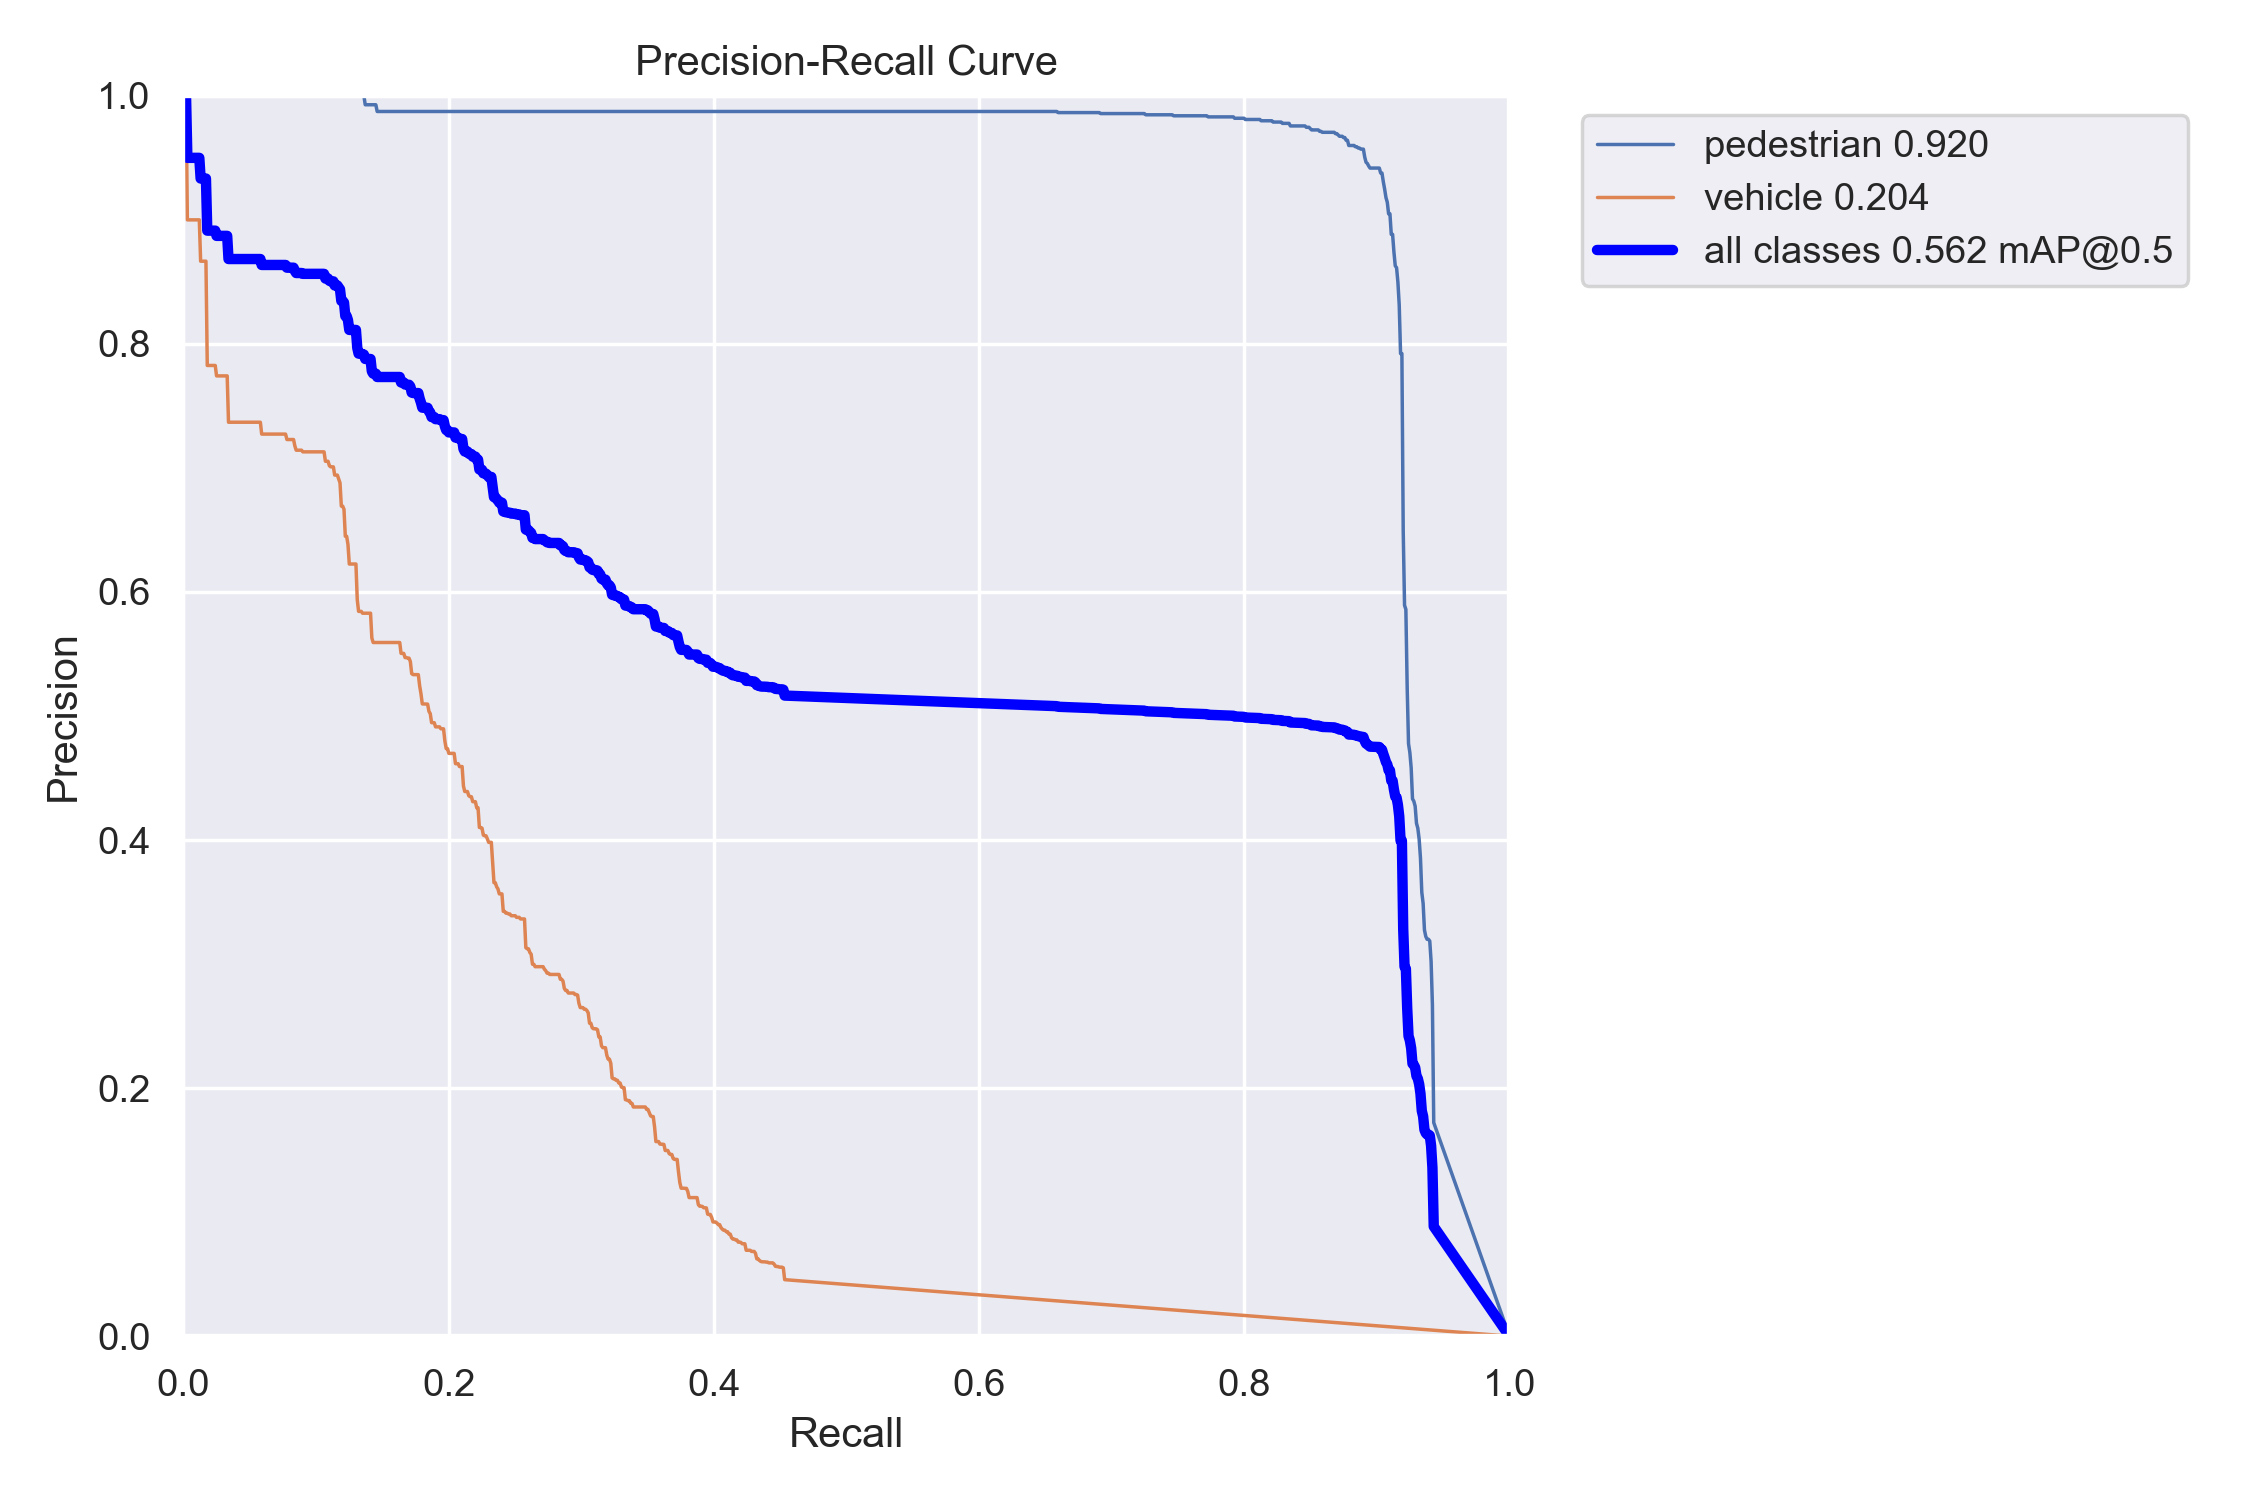 Precision-Recall Curve
1.0
0.8
0.6
0.4
0.2
0.0
Precision
0.0 0.2 0.4 0.6 0.8 1.0
Recall
pedestrian 0.920
vehicle 0.204
all classes 0.562 mAP@0.5